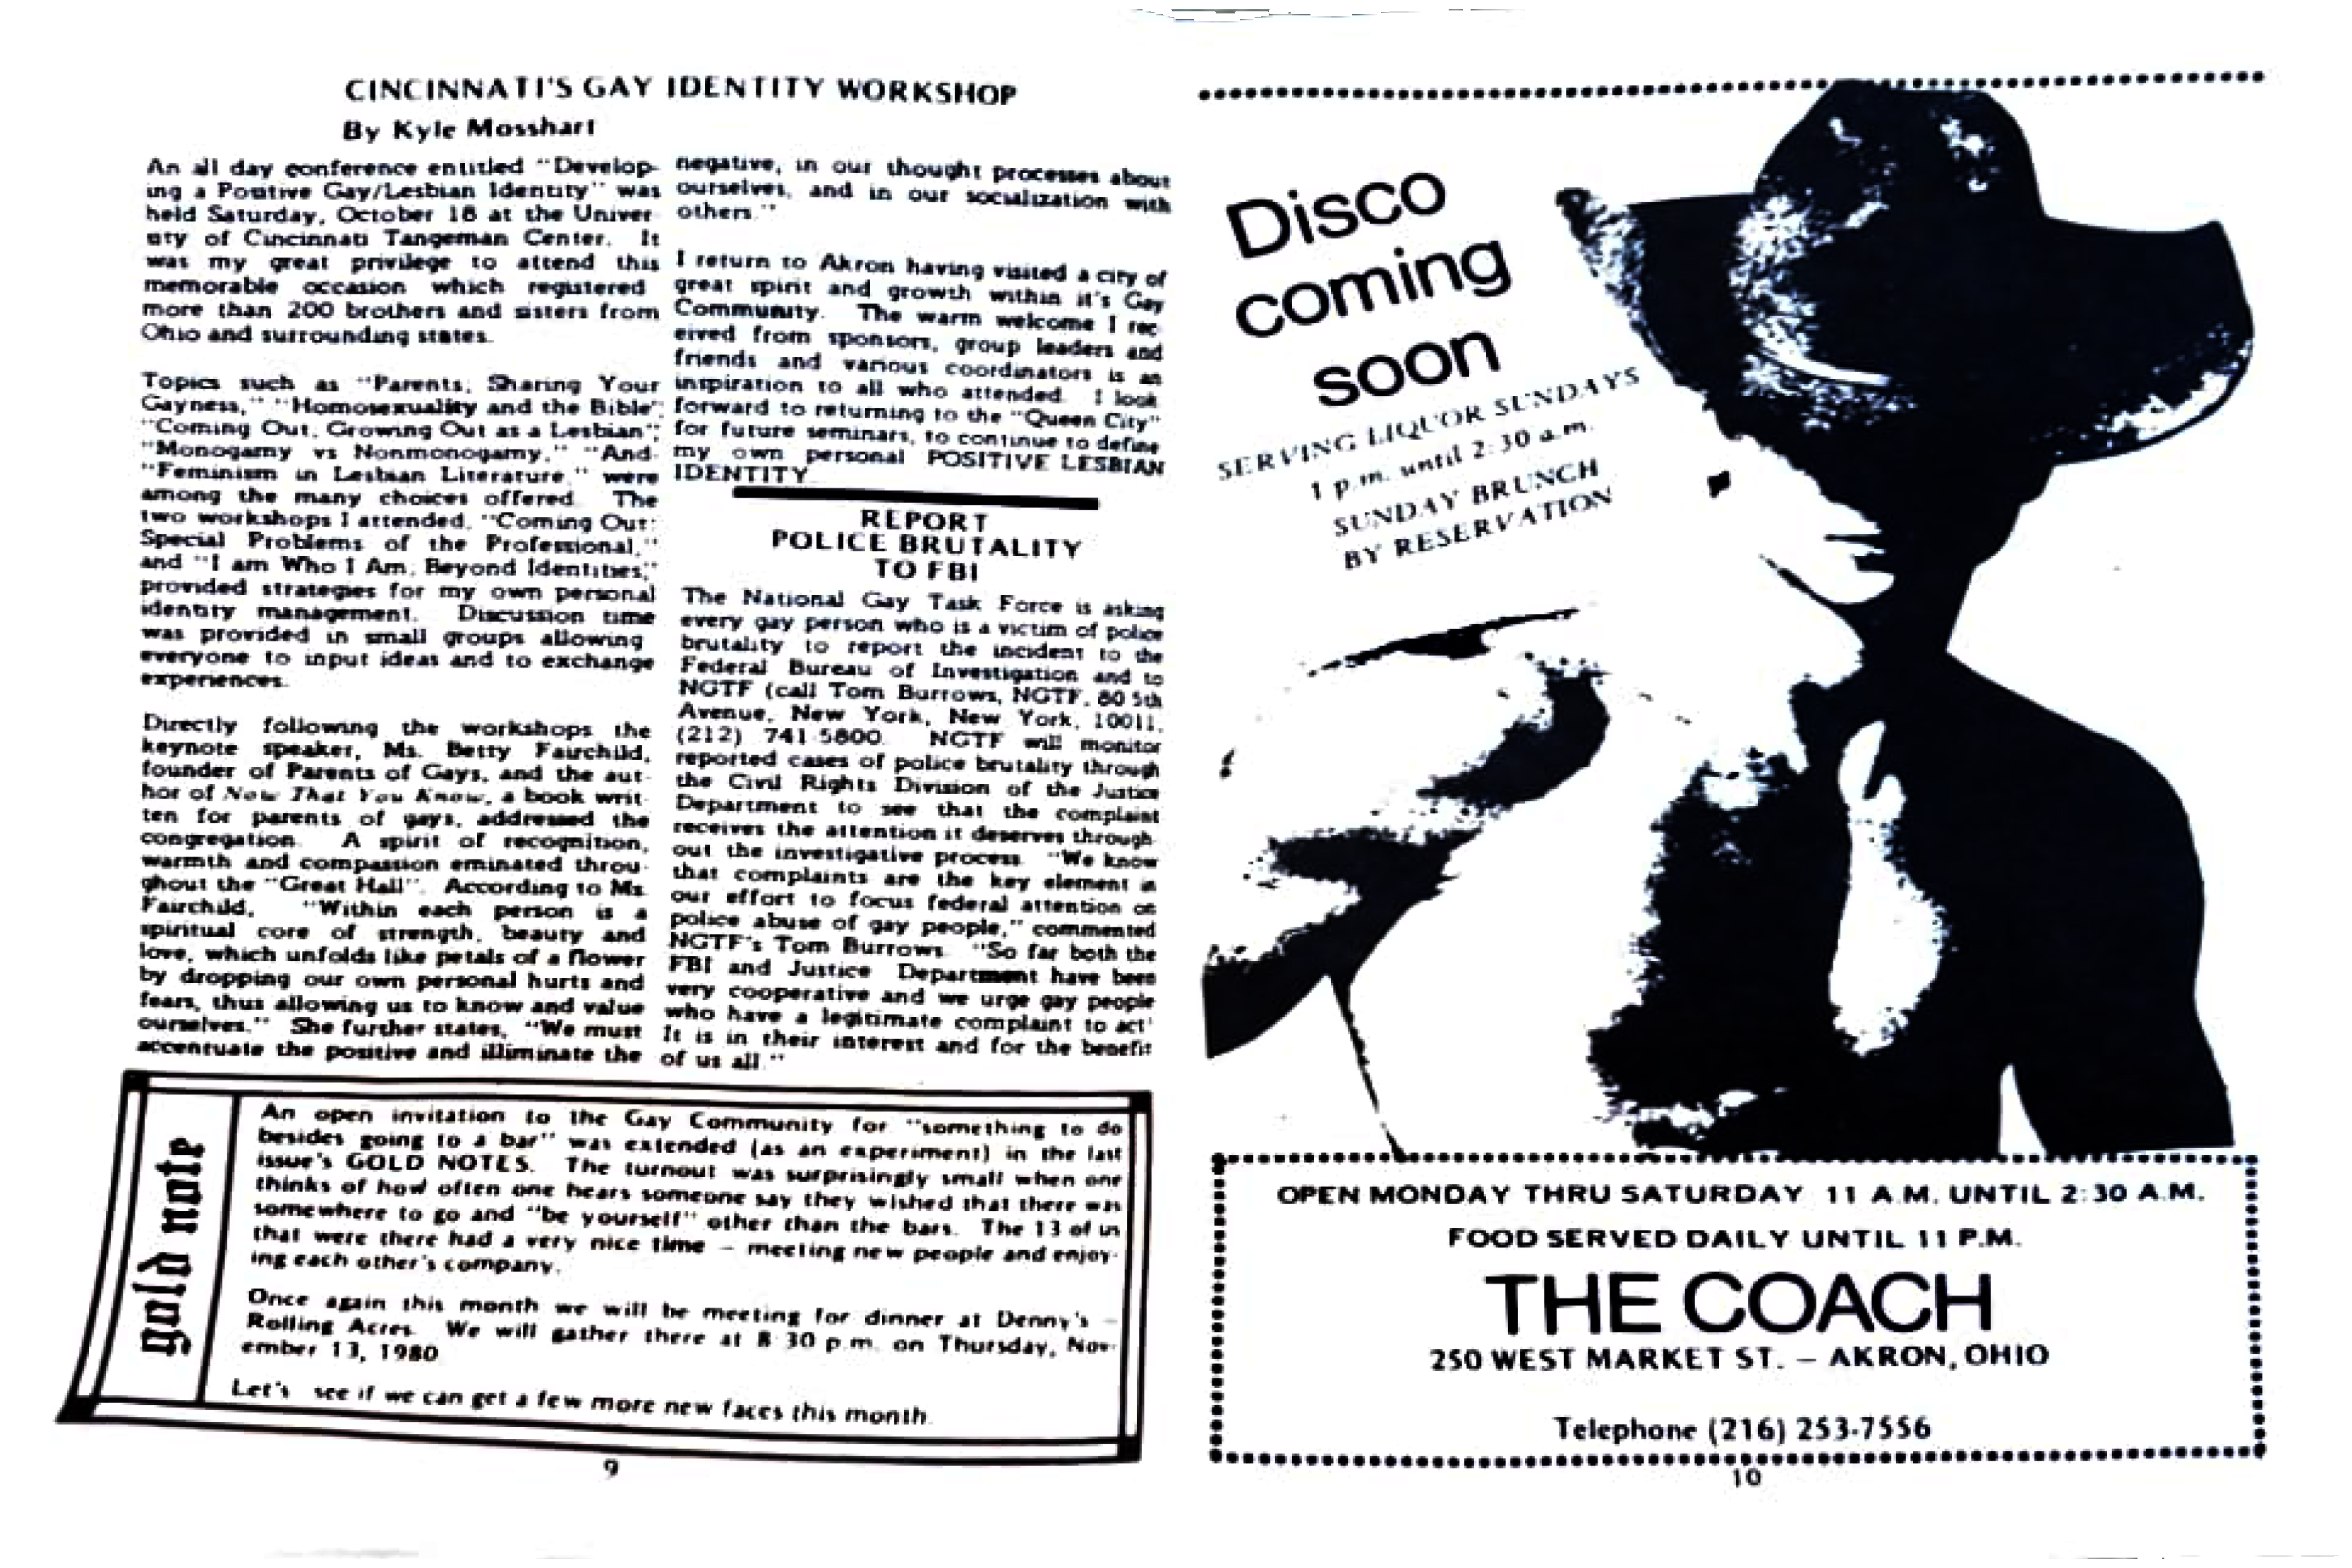 CINCINNATI'S GAY IDENTITY WORKSHOP
By Kyle Mosshart
An all day conference entitled "Develop-
ing a Positive Gay/Lesbian Identity" was
held Saturday, October 18 at the Univer
sity of Cincinnati Tangeman Center. It
was my great privilege to attend this
memorable occasion which registered
more than 200 brothers and sisters from
Ohio and surrounding states.
Topics such as "Parents, Sharing Your
Gayness," "Homosexuality and the Bible",
"Coming Out, Growing Out as a Lesbian",
"Monogamy vs Nonmonogamy," "And-
"Feminism in Lesbian Literature," were
among the many choices offered. The
two workshops I attended, "Coming Out:
Special Problems of the Professional,"
and "I am Who I Am, Beyond Identities,"
provided strategies for my own personal
identity management. Discussion time
was provided in small groups allowing
everyone to input ideas and to exchange
experiences.
Directly following the workshops the
keynote speaker, Ms. Betty Fairchild,
founder of Parents of Gays, and the aut-
hor of Now That You Know, a book writ-
ten for parents of gays, addressed the
congregation. A spirit of recognition,
warmth and compassion eminated throu-
ghout the "Great Hall". According to Ms.
Fairchild, "Within each person is a
spiritual core of strength, beauty and
love, which unfolds like petals of a flower
by dropping our own personal hurts and
fears, thus allowing us to know and value
ourselves." She further states, "We must
accentuate the positive and illiminate the
negative, in our thought processes about
ourselves, and in our socialization with
others."
I return to Akron having visited a city of
great spirit and growth within it's Gay
Community. The warm welcome I rec
eived from sponsors, group leaders and
friends and various coordinators is an
inspiration to all who attended. I look
forward to returning to the "Queen City"
for future seminars, to continue to define
my own personal POSITIVE LESBIAN
IDENTITY.
REPORT
POLICE BRUTALITY
TO FBI
The National Gay Task Force is asking
every gay person who is a victim of police
brutality to report the incident to the
Federal Bureau of Investigation and to
NGTF (call Tom Burrows, NGTF, 80 5th
Avenue, New York, New York, 10011,
(212) 741-5800. NGTF will monitor
reported cases of police brutality through
the Civil Rights Division of the Justice
Department to see that the complaint
receives the attention it deserves through-
out the investigative process. "We know
that complaints are the key element in
our effort to focus federal attention on
police abuse of gay people," commented
NGTF's Tom Burrows. "So far both the
FBI and Justice Department have been
very cooperative and we urge gay people
who have a legitimate complaint to act!
It is in their interest and for the benefit
of us all."
gold note
An open invitation to the Gay Community for "something to do
besides going to a bar" was extended (as an experiment) in the last
issue's GOLD NOTES. The turnout was surprisingly small when one
thinks of how often one hears someone say they wished that there was
somewhere to go and "be yourself" other than the bars. The 13 of us
that were there had a very nice time – meeting new people and enjoy-
ing each other's company.
Once again this month we will be meeting for dinner at Denny's –
Rolling Acres. We will gather there at 8:30 p.m. on Thursday, Nov-
ember 13, 1980
Let's see if we can get a few more new faces this month.
9
Disco
coming
soon
SERVING LIQUOR SUNDAYS
1 p.m. until 2:30 a.m.
SUNDAY BRUNCH
BY RESERVATION
OPEN MONDAY THRU SATURDAY 11 A.M. UNTIL 2:30 A.M.
FOOD SERVED DAILY UNTIL 11 P.M.
THE COACH
250 WEST MARKET ST. – AKRON, OHIO
Telephone (216) 253-7556
10